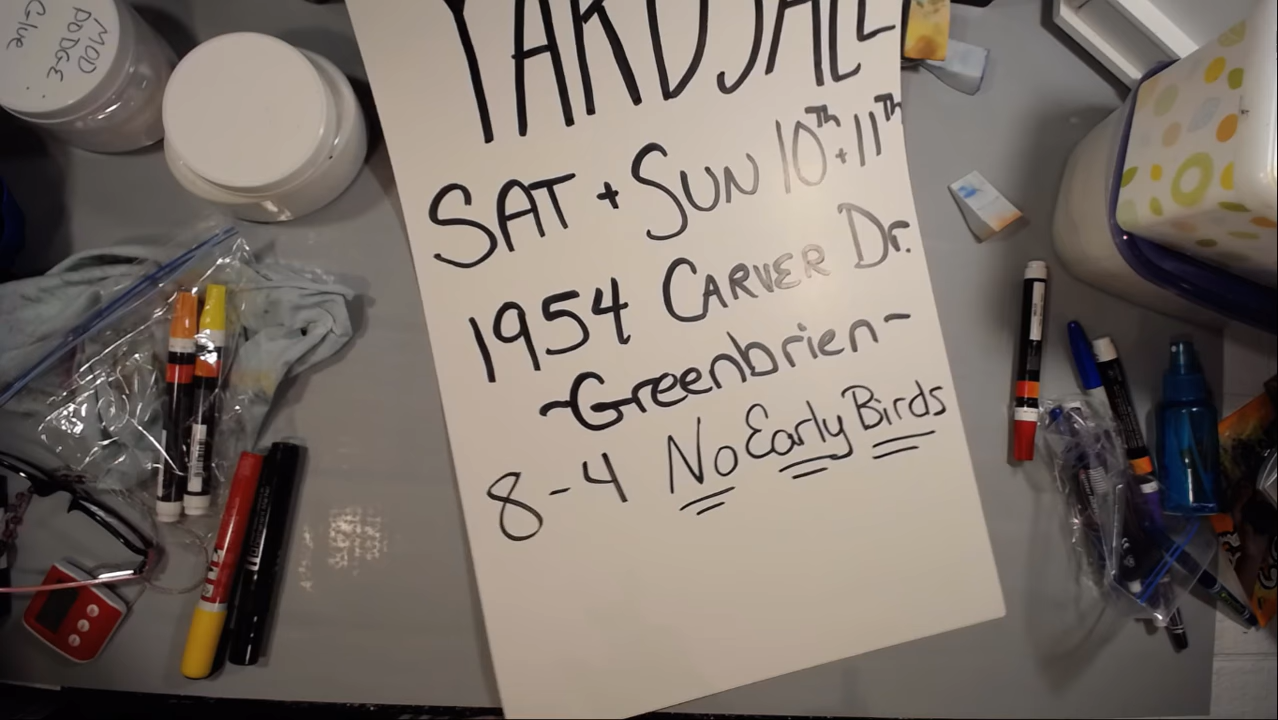 MOD
PODGE
Glue
YARDSALE
SAT + SUN 10Th + 11Th
1954 CARVER Dr.
~Greenbrien~
8-4 No Early Birds